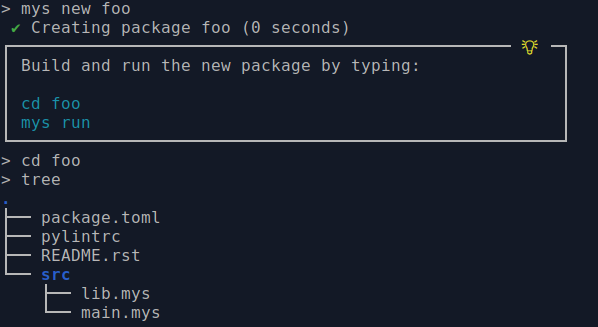 > mys new foo
✔ Creating package foo (0 seconds)
Build and run the new package by typing:
cd foo
mys run
> cd foo
> tree
.
├── package.toml
├── pylintrc
├── README.rst
└── src
    ├── lib.mys
    └── main.mys